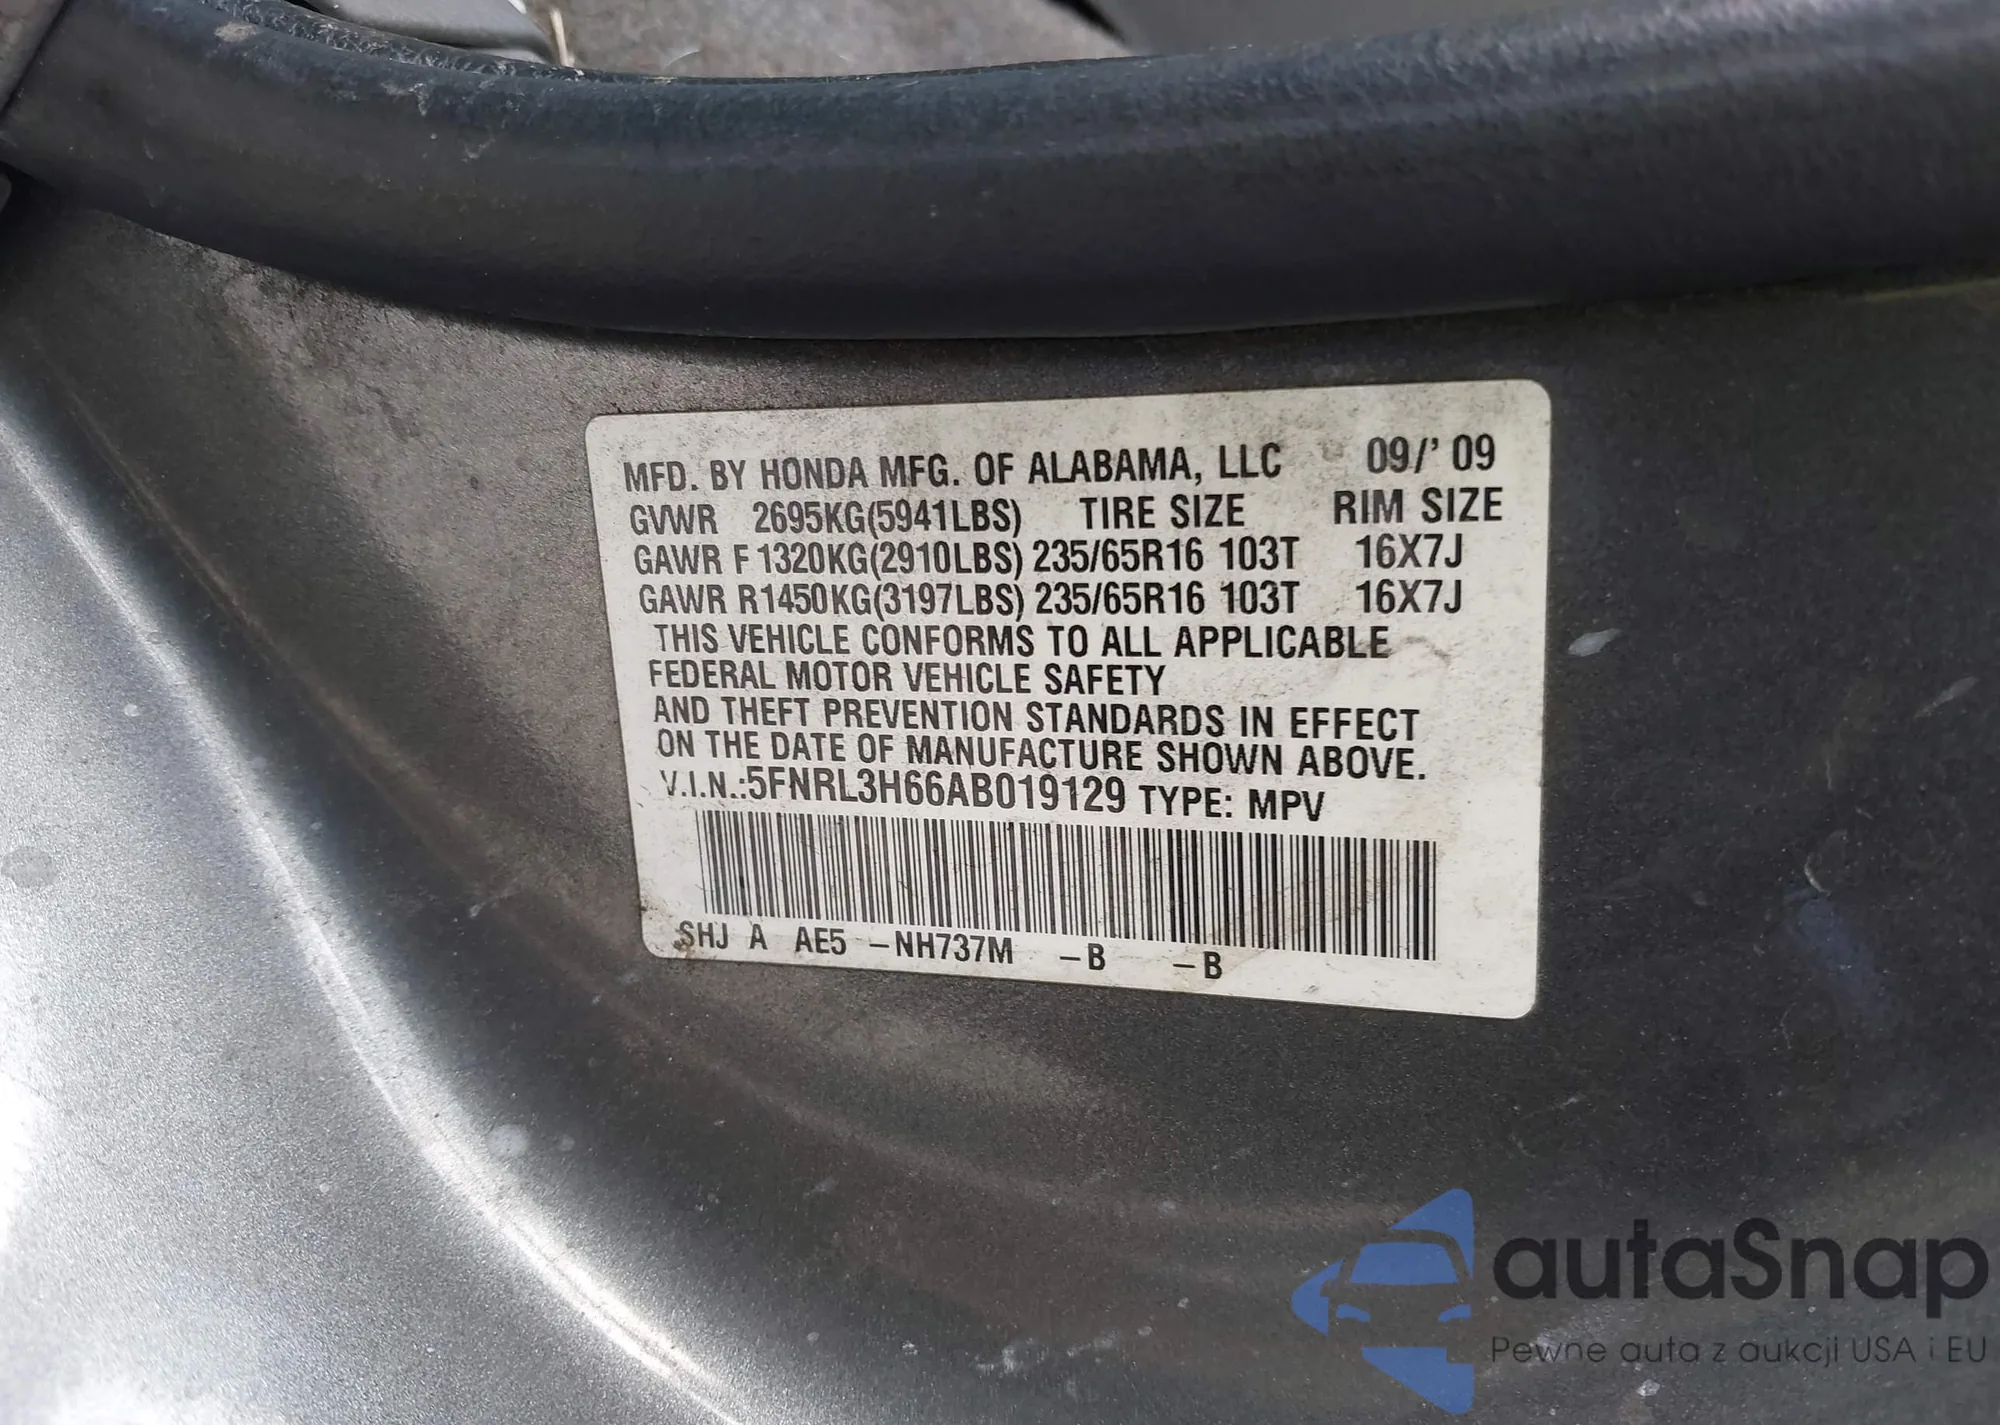 MFD. BY HONDA MFG. OF ALABAMA, LLC 09/'09
GVWR 2695KG(5941LBS) TIRE SIZE RIM SIZE
GAWR F 1320KG(2910LBS) 235/65R16 103T 16X7J
GAWR R1450KG(3197LBS) 235/65R16 103T 16X7J
THIS VEHICLE CONFORMS TO ALL APPLICABLE
FEDERAL MOTOR VEHICLE SAFETY
AND THEFT PREVENTION STANDARDS IN EFFECT
ON THE DATE OF MANUFACTURE SHOWN ABOVE.
V.I.N.:5FNRL3H66AB019129 TYPE: MPV
SHJ A AE5 -NH737M -B -B
autaSnap
Pewne auta z aukcji USA i EU